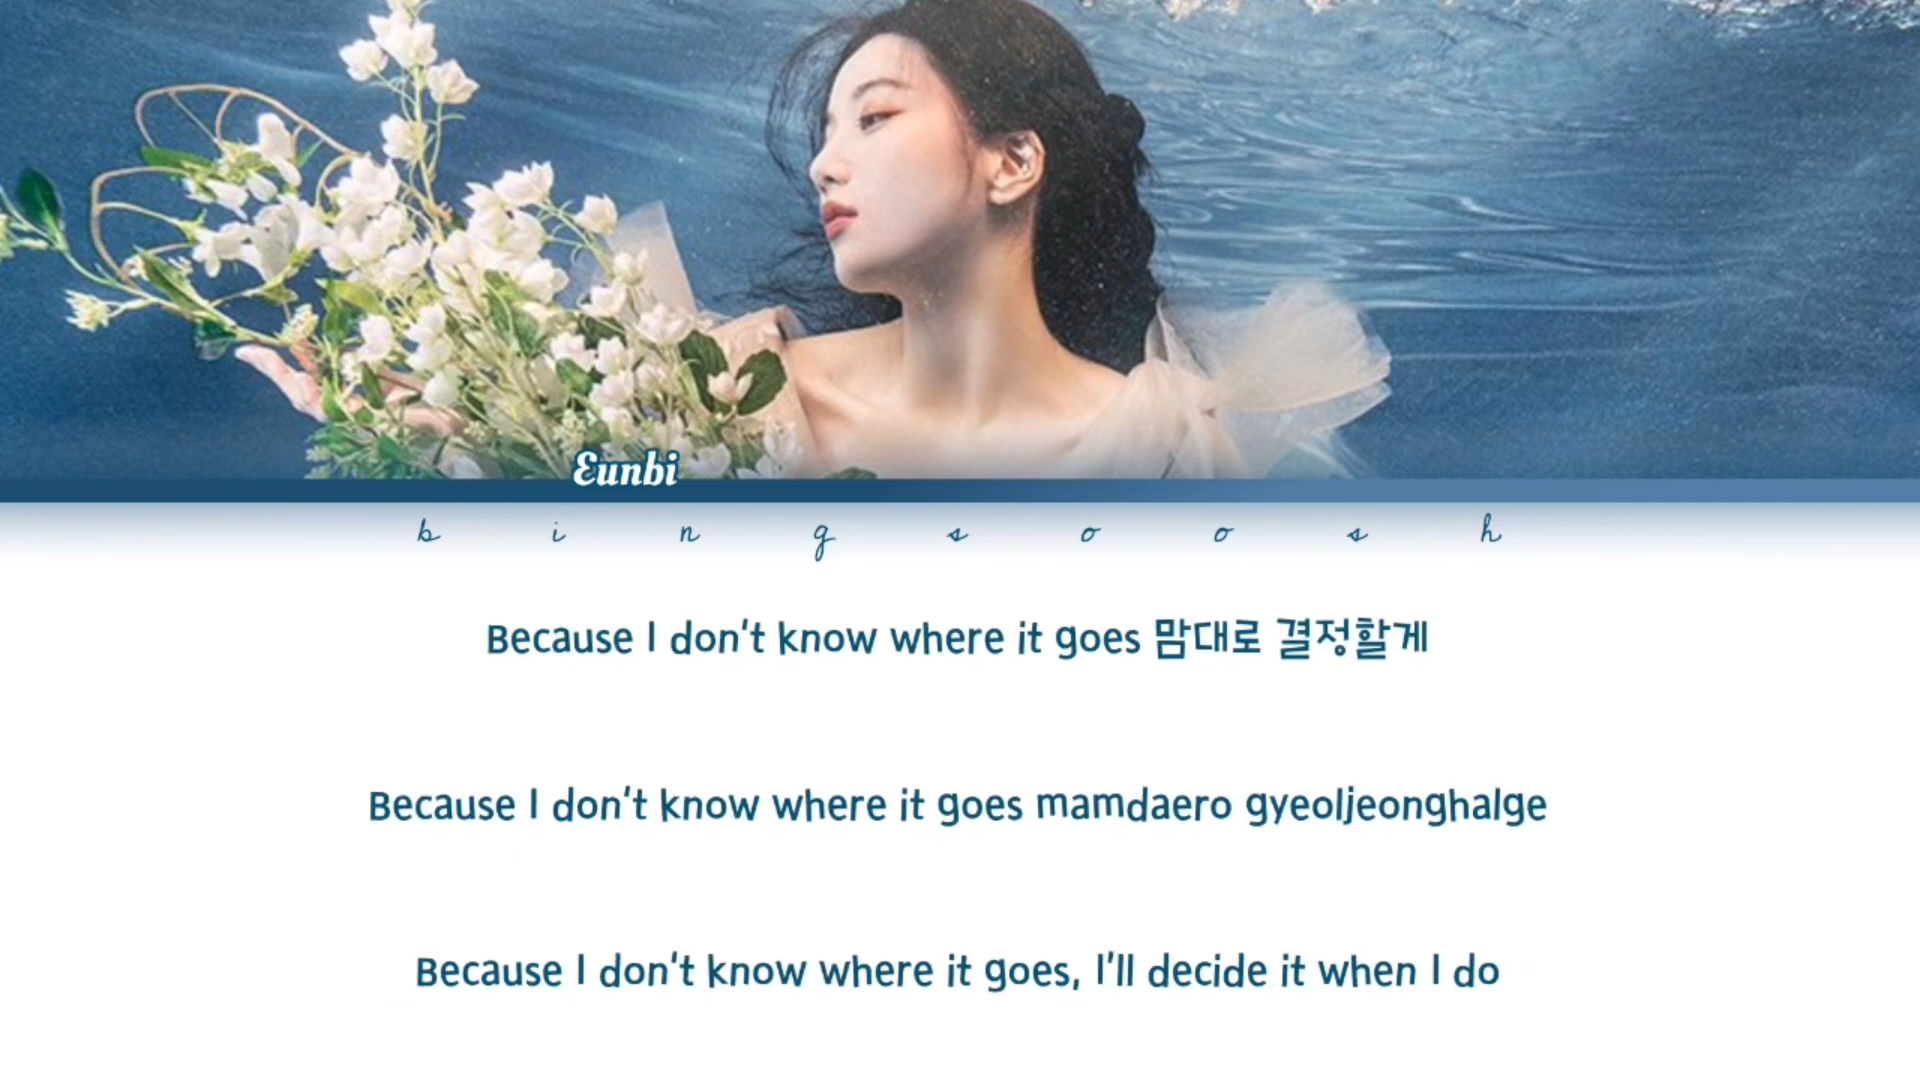 Eunbi
bingsoosh
Because I don't know where it goes 맘대로 결정할게
Because I don't know where it goes mamdaero gyeoljeonghalge
Because I don't know where it goes, I'll decide it when I do